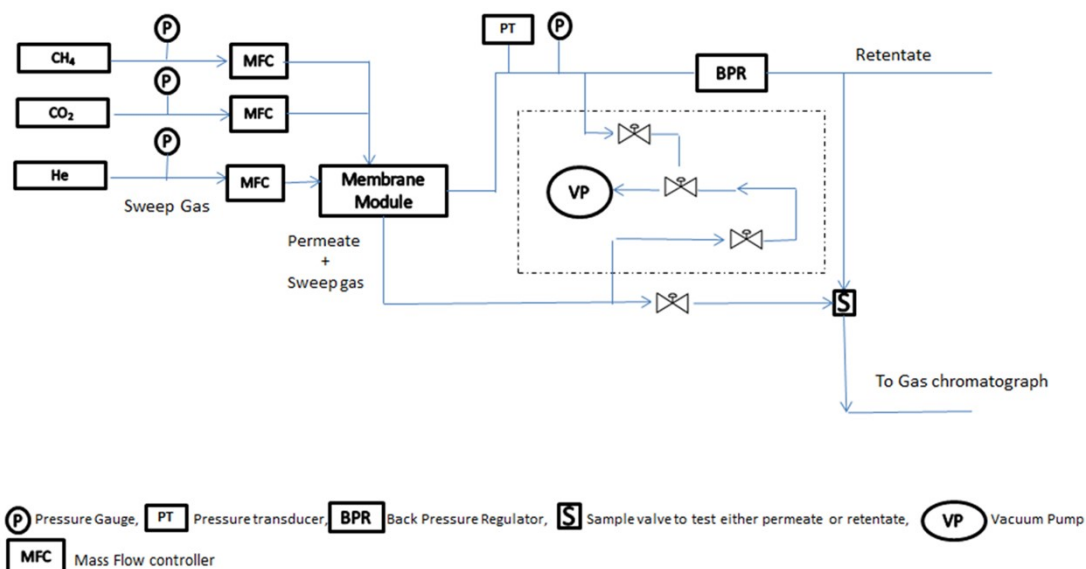 P
PT
P
CH₄
MFC
BPR
Retentate
P
CO₂
MFC
P
He
MFC
Membrane
Module
VP
Sweep Gas
Permeate
+
Sweep gas
S
To Gas chromatograph
P Pressure Gauge, PT Pressure transducer, BPR Back Pressure Regulator, S Sample valve to test either permeate or retentate, VP Vacuum Pump
MFC Mass Flow controller